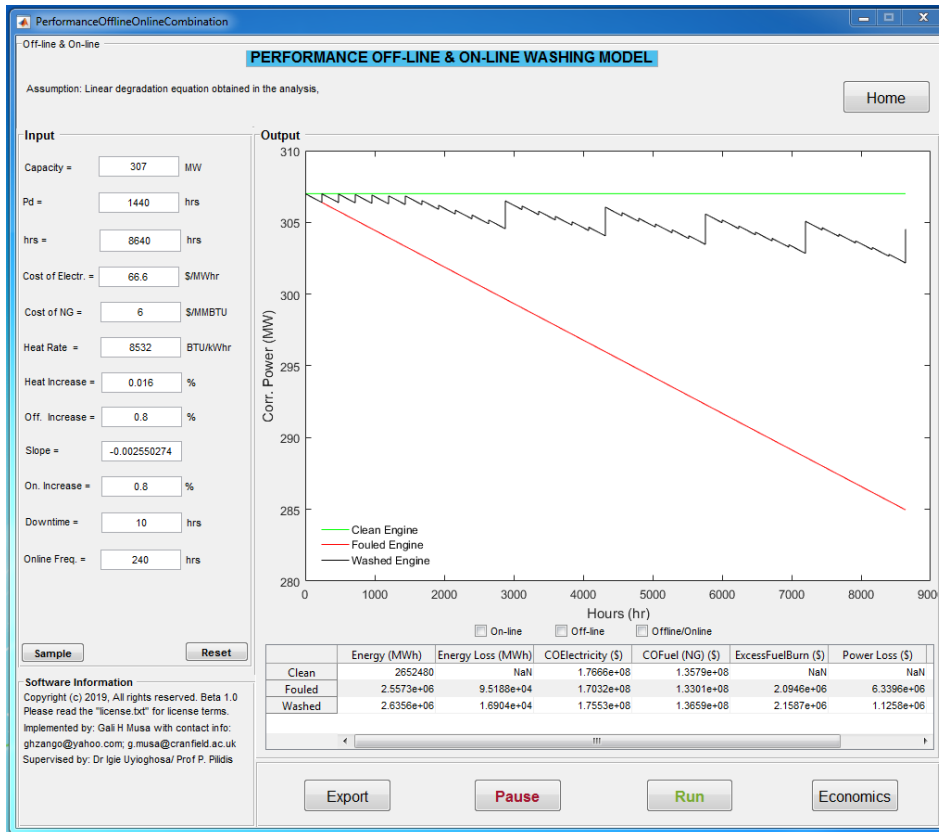 PerformanceOfflineOnlineCombination
Off-line & On-line
PERFORMANCE OFF-LINE & ON-LINE WASHING MODEL
Assumption: Linear degradation equation obtained in the analysis,
Home
Input
Capacity = 307 MW
Pd = 1440 hrs
hrs = 8640 hrs
Cost of Electr. = 66.6 $/MWhr
Cost of NG = 6 $/MMBTU
Heat Rate = 8532 BTU/kWhr
Heat Increase = 0.016 %
Off. Increase = 0.8 %
Slope = -0.002550274
On. Increase = 0.8 %
Downtime = 10 hrs
Online Freq. = 240 hrs
Sample Reset
Software Information
Copyright (c) 2019, All rights reserved. Beta 1.0
Please read the "license.txt" for license terms.
Implemented by: Gali H Musa with contact info:
ghzango@yahoo.com; g.musa@cranfield.ac.uk
Supervised by: Dr Igie Uyioghosa/ Prof P. Pilidis
Output
310
305
300
295
290
285
280
Corr. Power (MW)
Clean Engine
Fouled Engine
Washed Engine
0 1000 2000 3000 4000 5000 6000 7000 8000 9000
Hours (hr)
On-line Off-line Offline/Online
Energy (MWh) Energy Loss (MWh) COElectricity ($) COFuel (NG) ($) ExcessFuelBurn ($) Power Loss ($)
Clean 2652480 NaN 1.7666e+08 1.3579e+08 NaN NaN
Fouled 2.5573e+06 9.5188e+04 1.7032e+08 1.3301e+08 2.0946e+06 6.3396e+06
Washed 2.6356e+06 1.6904e+04 1.7553e+08 1.3659e+08 2.1587e+06 1.1258e+06
Export Pause Run Economics